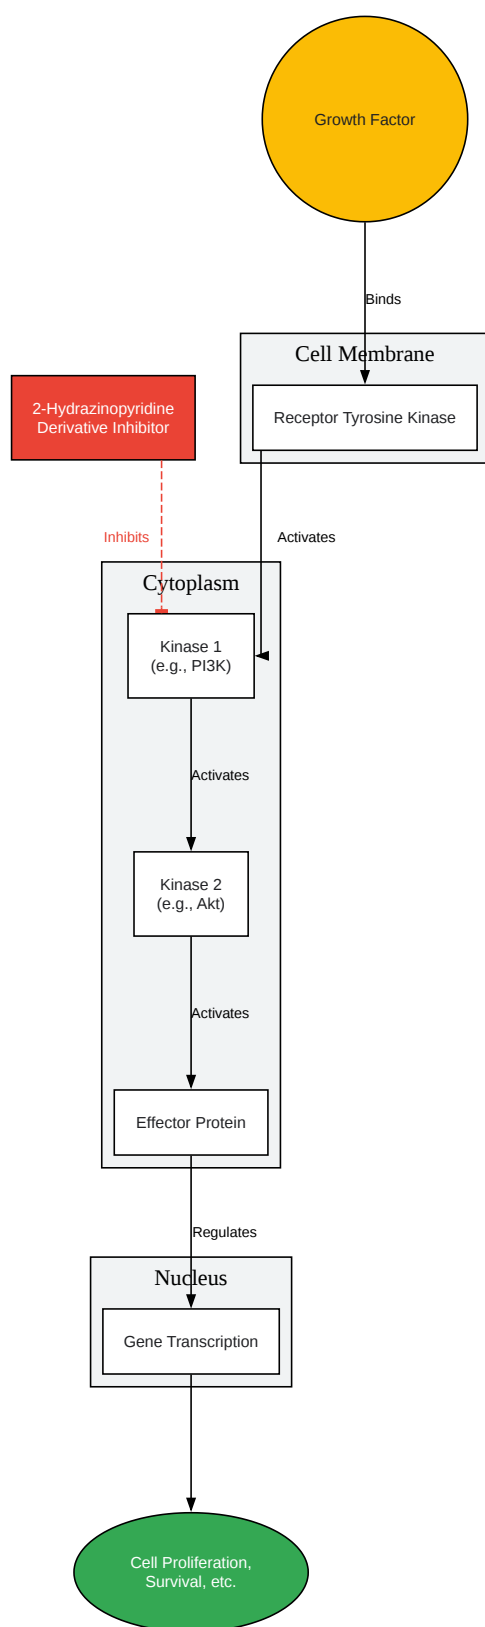 Growth Factor
Binds
Cell Membrane
Receptor Tyrosine Kinase
2-Hydrazinopyridine
Derivative Inhibitor
Inhibits
Activates
Cytoplasm
Kinase 1
(e.g., PI3K)
Activates
Kinase 2
(e.g., Akt)
Activates
Effector Protein
Regulates
Nucleus
Gene Transcription
Cell Proliferation,
Survival, etc.